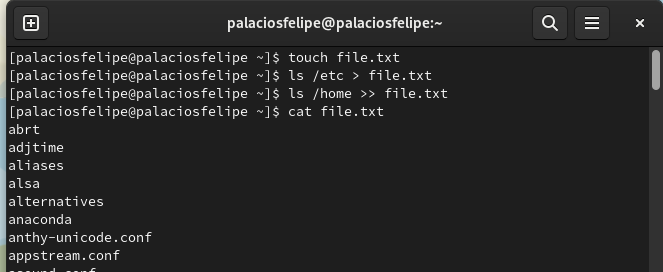 palaciosfelipe@palaciosfelipe:~
[palaciosfelipe@palaciosfelipe ~]$ touch file.txt
[palaciosfelipe@palaciosfelipe ~]$ ls /etc > file.txt
[palaciosfelipe@palaciosfelipe ~]$ ls /home >> file.txt
[palaciosfelipe@palaciosfelipe ~]$ cat file.txt
abrt
adjtime
aliases
alsa
alternatives
anaconda
anthy-unicode.conf
appstream.conf